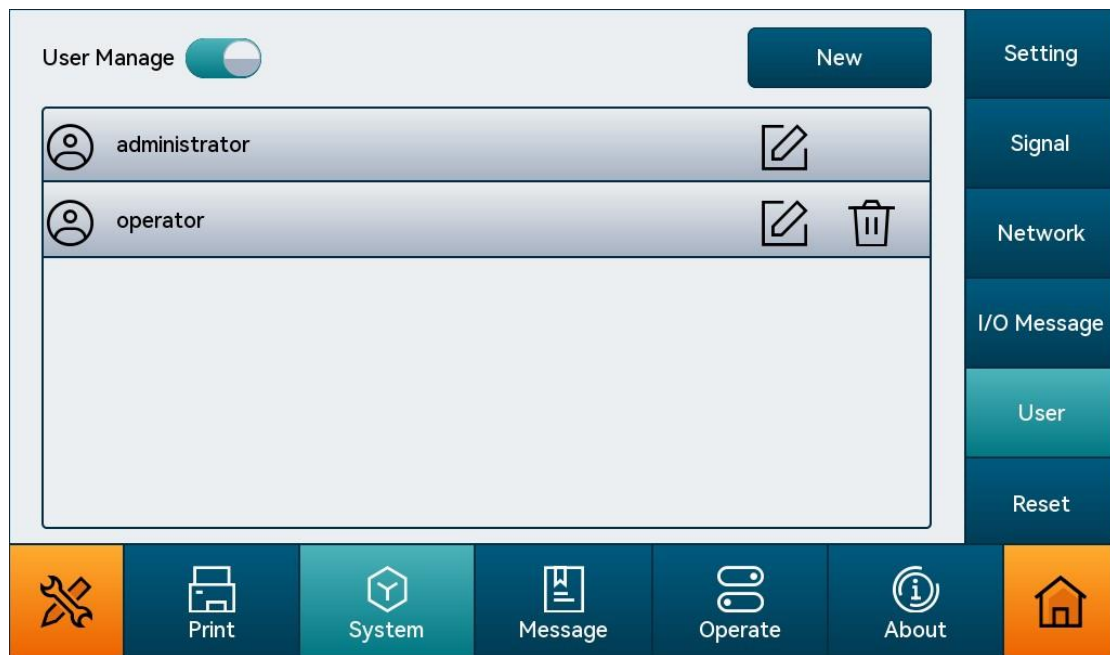 User Manage
New
administrator
operator
Setting
Signal
Network
I/O Message
User
Reset
Print
System
Message
Operate
About